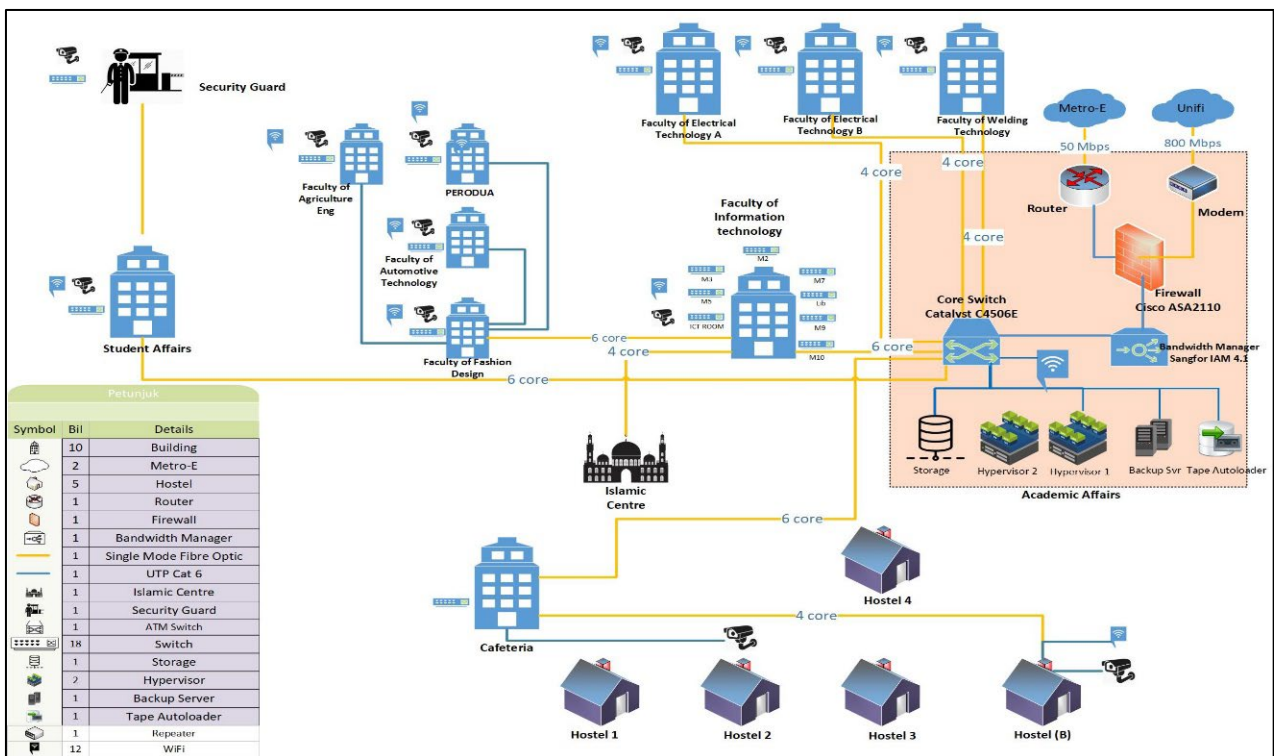 Security Guard
Faculty of Electrical
Technology A
Faculty of Electrical
Technology B
Faculty of Welding
Technology
Metro-E
Unifi
50 Mbps
800 Mbps
4 core
4 core
4 core
Router
Modem
Faculty of
Agriculture
Eng
PERODUA
Faculty of
Automotive
Technology
Faculty of Fashion
Design
Faculty of
Information
technology
M2
M3
M7
M5
Lib
ICT ROOM
M9
M10
Firewall
Cisco ASA2110
Core Switch
Catalyst C4506E
Bandwidth Manager
Sangfor IAM 4.1
Student Affairs
6 core
4 core
6 core
6 core
Storage
Hypervisor 2
Hypervisor 1
Backup Svr
Tape Autoloader
Academic Affairs
Islamic
Centre
6 core
Hostel 4
4 core
Cafeteria
Hostel 1
Hostel 2
Hostel 3
Hostel (B)
Petunjuk
Symbol Bil Details
10 Building
2 Metro-E
5 Hostel
1 Router
1 Firewall
1 Bandwidth Manager
1 Single Mode Fibre Optic
1 UTP Cat 6
1 Islamic Centre
1 Security Guard
1 ATM Switch
18 Switch
1 Storage
2 Hypervisor
1 Backup Server
1 Tape Autoloader
1 Repeater
12 WiFi